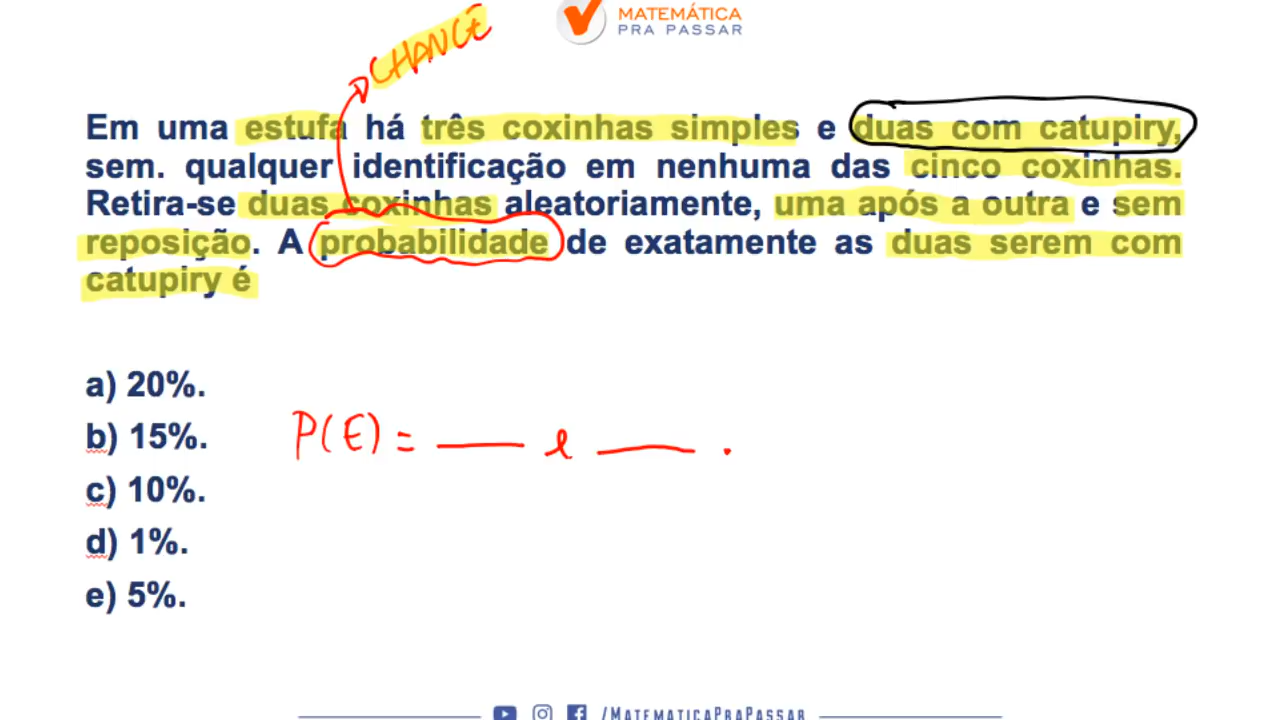 MATEMÁTICA
PRA PASSAR
CHANCE
Em uma estufa há três coxinhas simples e duas com catupiry,
sem. qualquer identificação em nenhuma das cinco coxinhas.
Retira-se duas coxinhas aleatoriamente, uma após a outra e sem
reposição. A probabilidade de exatamente as duas serem com
catupiry é
a) 20%.
b) 15%.
P(E) = ___ e ___ .
c) 10%.
d) 1%.
e) 5%.
/MATEMATICAPRAPASSAR